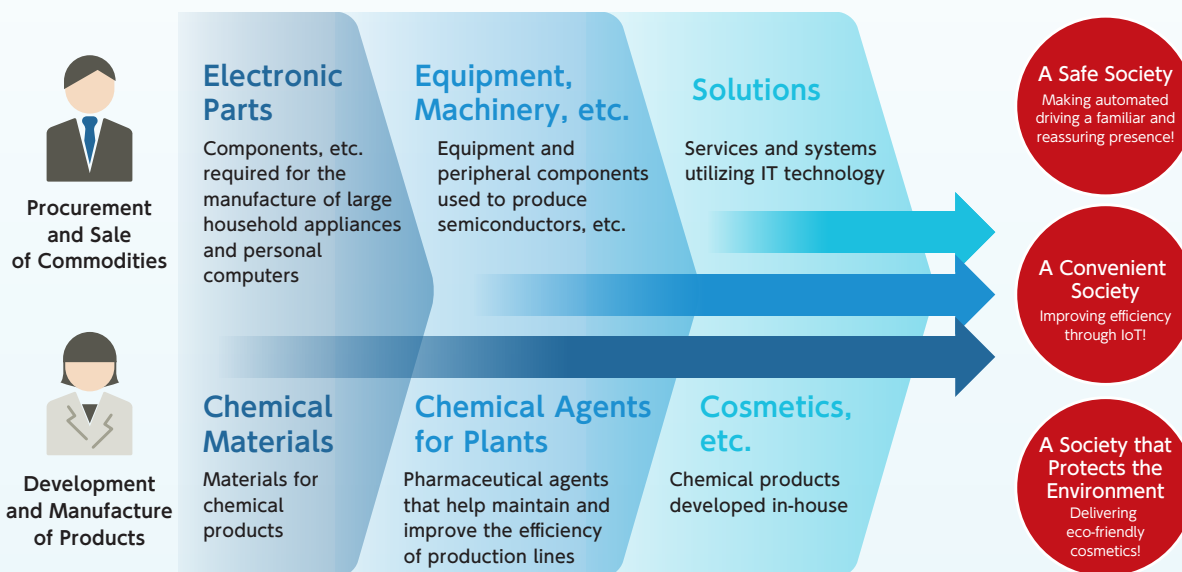 Procurement
and Sale
of Commodities
Electronic
Parts
Components, etc.
required for the
manufacture of large
household appliances
and personal
computers
Equipment,
Machinery, etc.
Equipment and
peripheral components
used to produce
semiconductors, etc.
Solutions
Services and systems
utilizing IT technology
Development
and Manufacture
of Products
Chemical
Materials
Materials for
chemical
products
Chemical Agents
for Plants
Pharmaceutical agents
that help maintain and
improve the efficiency
of production lines
Cosmetics,
etc.
Chemical products
developed in-house
A Safe Society
Making automated
driving a familiar and
reassuring presence!
A Convenient
Society
Improving efficiency
through IoT!
A Society that
Protects the
Environment
Delivering
eco-friendly
cosmetics!